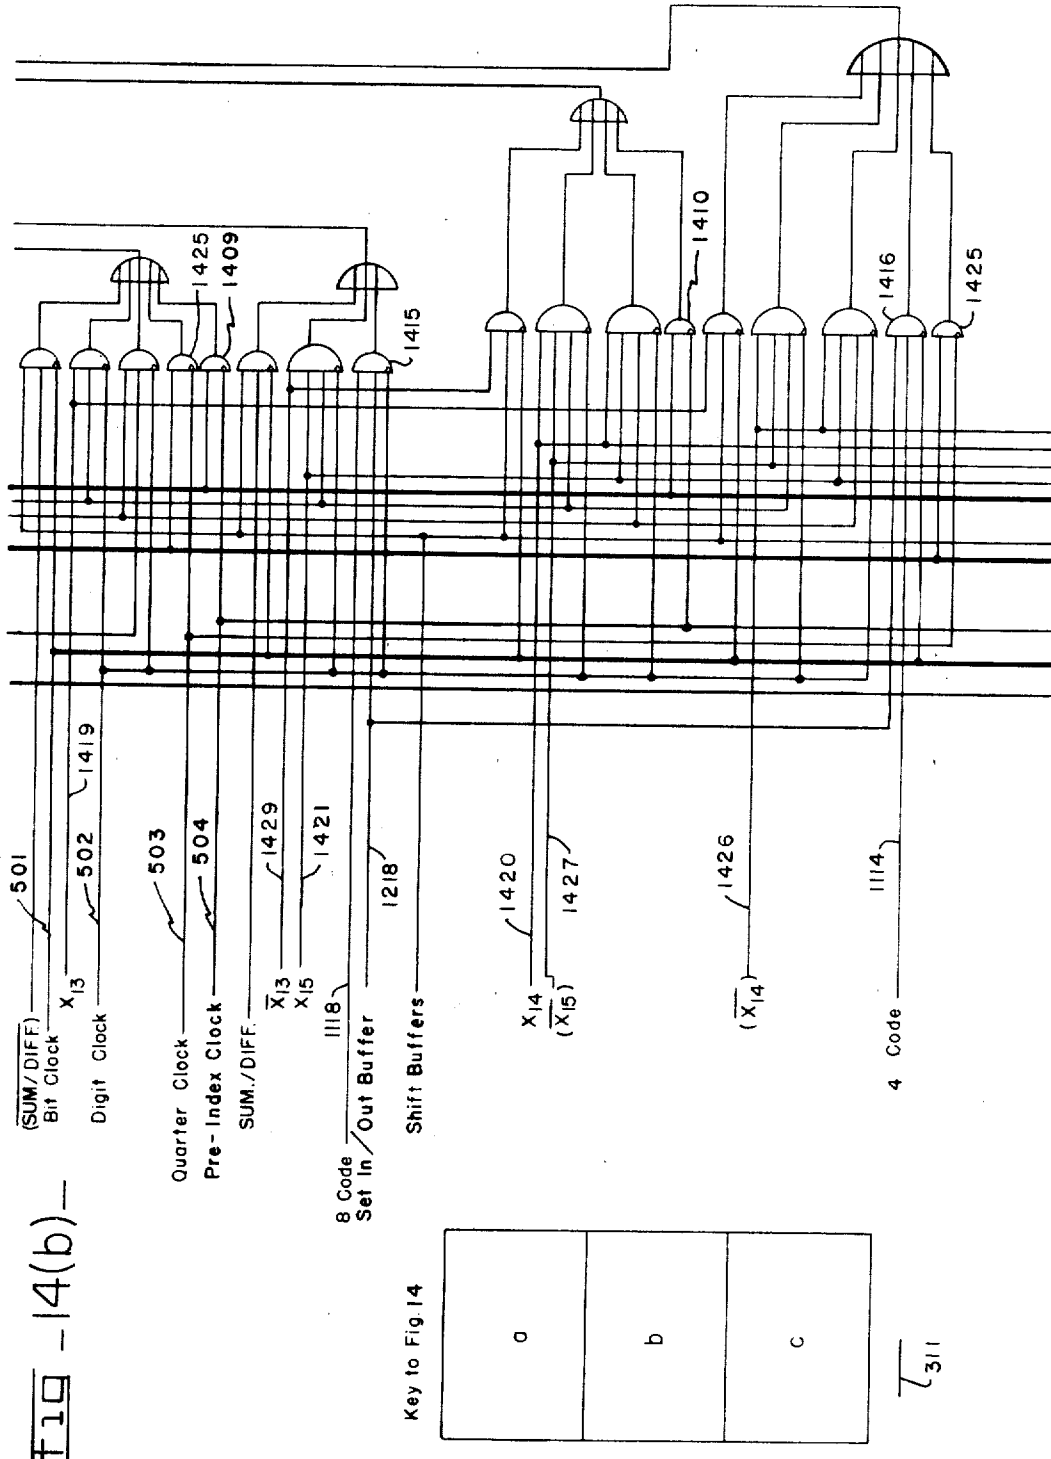 Fig-14(b)
(SUM/DIFF.)
Bit Clock
501
X13
1419
Digit Clock
502
Quarter Clock
503
Pre-Index Clock
504
SUM./DIFF.
X̅13
1429
X15
1421
8 Code
1118
Set In/Out Buffer
1218
Shift Buffers
X14
1420
(X̅15)
1427
(X̅14)
1426
4 Code
1114
1425
1409
1415
1410
1416
1425
Key to Fig. 14
a
b
c
311